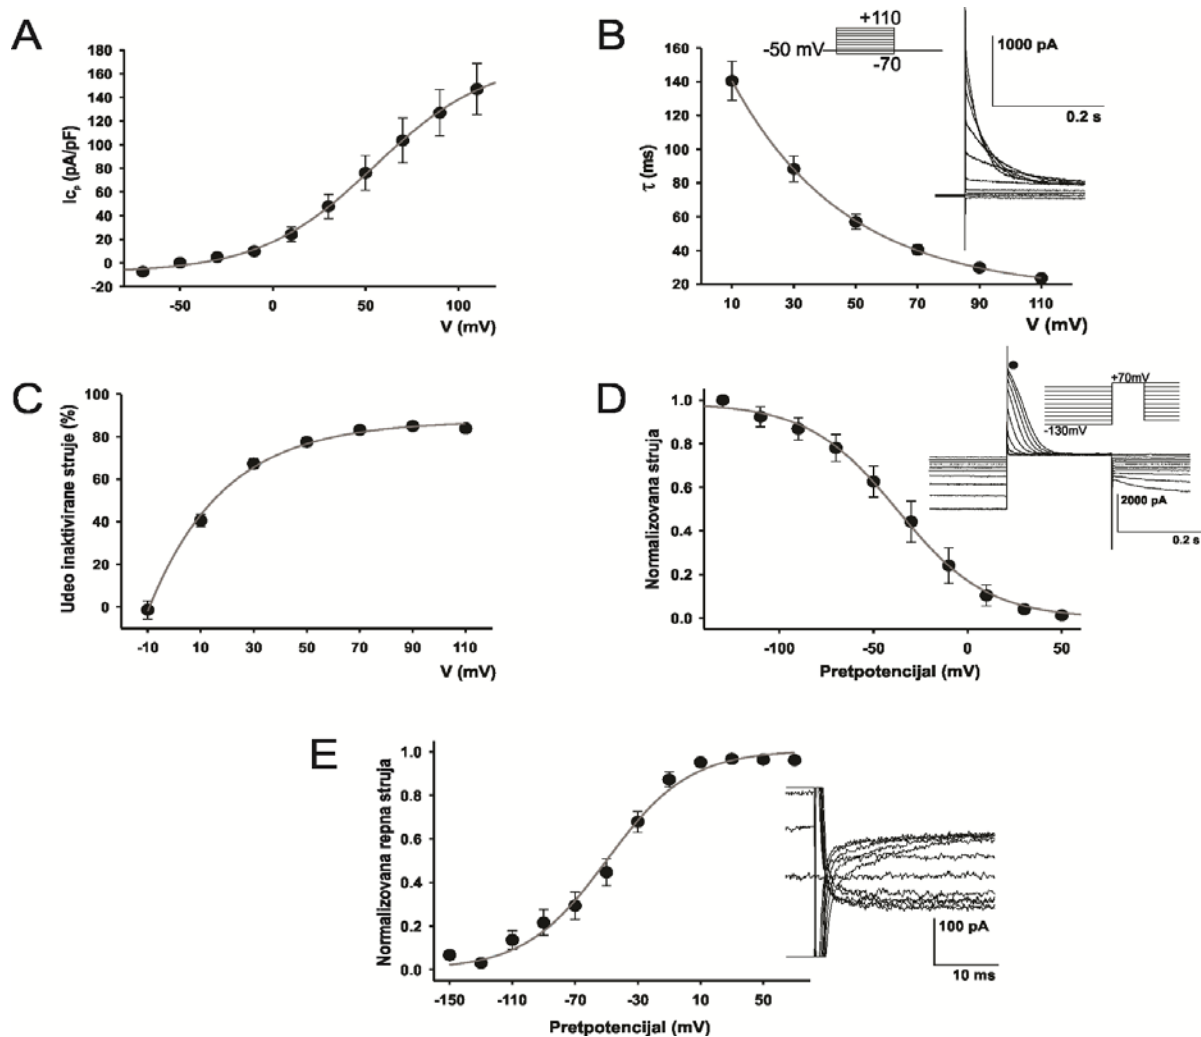 A
180
160
140
120
100
80
60
40
20
0
-20
Icₚ (pA/pF)
-50
0
50
100
V (mV)
B
160
140
120
100
80
60
40
20
τ (ms)
10
30
50
70
90
110
V (mV)
+110
-50 mV
-70
1000 pA
0.2 s
C
100
80
60
40
20
0
Udeo inaktivirane struje (%)
-10
10
30
50
70
90
110
V (mV)
D
1.0
0.8
0.6
0.4
0.2
0.0
Normalizovana struja
-100
-50
0
50
Pretpotencijal (mV)
+70mV
-130mV
2000 pA
0.2 s
E
1.0
0.8
0.6
0.4
0.2
0.0
Normalizovana repna struja
-150
-110
-70
-30
10
50
Pretpotencijal (mV)
100 pA
10 ms